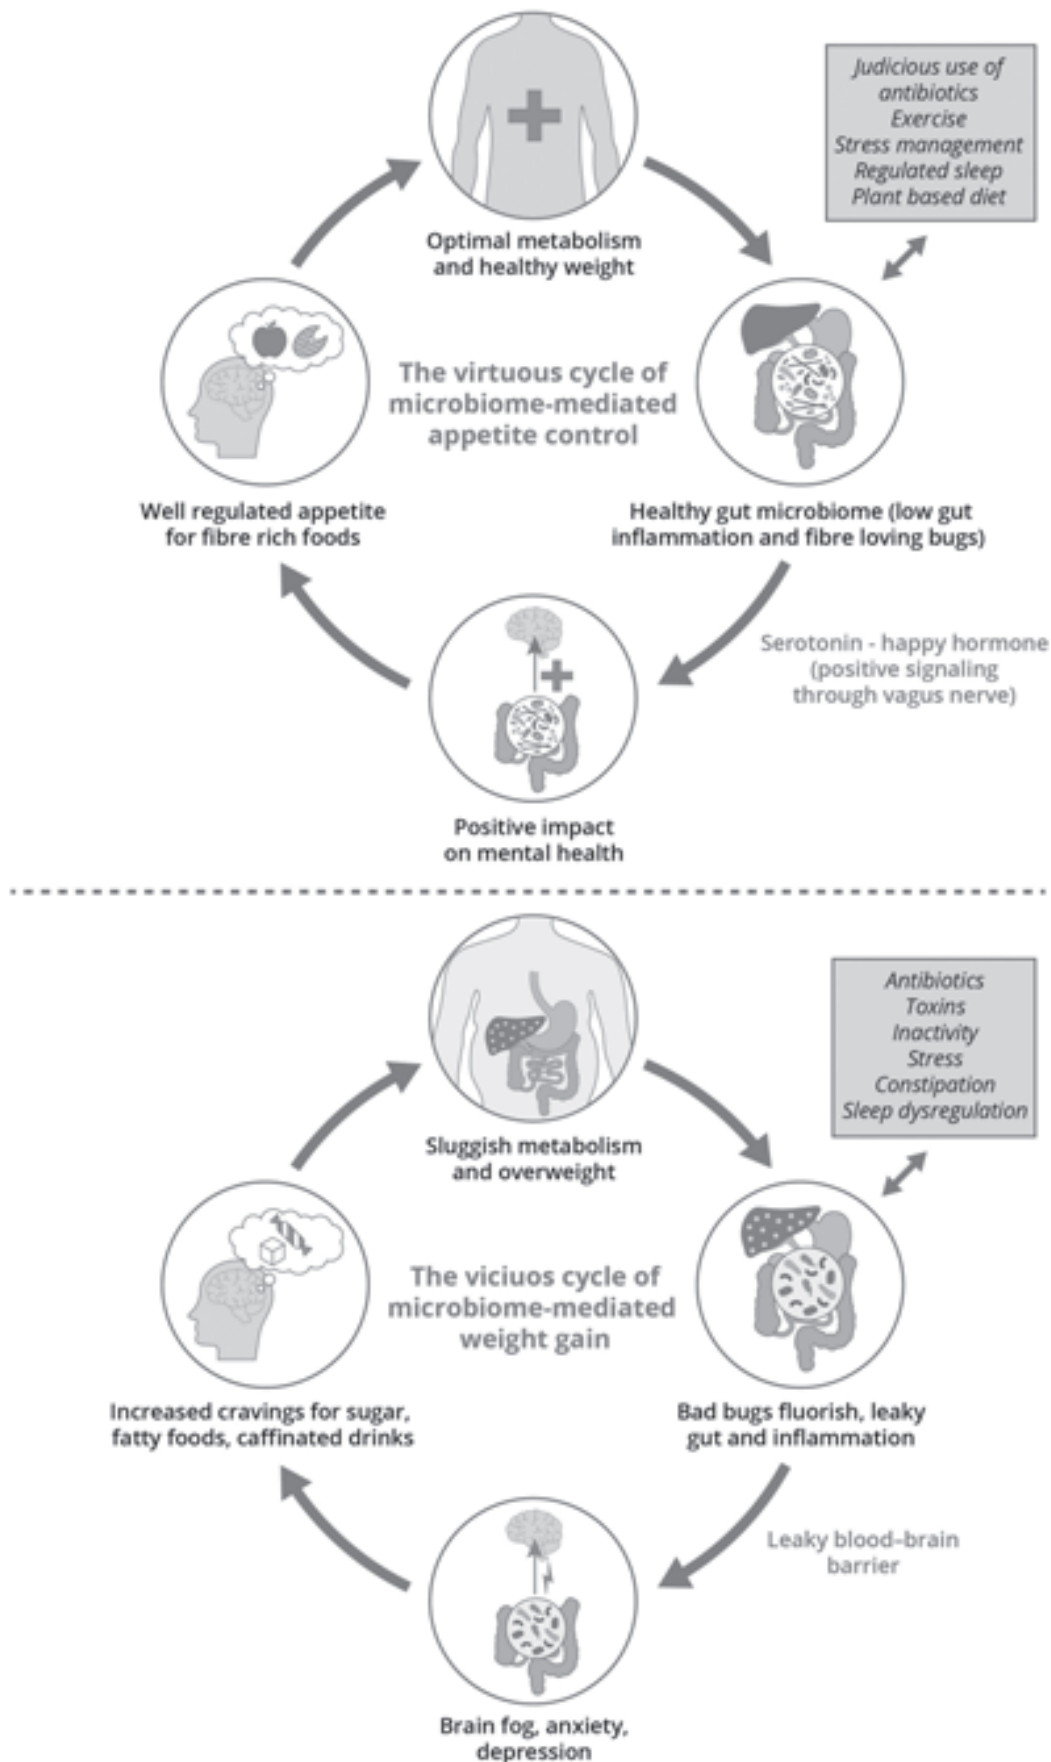 Judicious use of
antibiotics
Exercise
Stress management
Regulated sleep
Plant based diet
Optimal metabolism
and healthy weight
The virtuous cycle of
microbiome-mediated
appetite control
Well regulated appetite
for fibre rich foods
Healthy gut microbiome (low gut
inflammation and fibre loving bugs)
Serotonin - happy hormone
(positive signaling
through vagus nerve)
Positive impact
on mental health
Antibiotics
Toxins
Inactivity
Stress
Constipation
Sleep dysregulation
Sluggish metabolism
and overweight
The viciuos cycle of
microbiome-mediated
weight gain
Increased cravings for sugar,
fatty foods, caffinated drinks
Bad bugs fluorish, leaky
gut and inflammation
Leaky blood–brain
barrier
Brain fog, anxiety,
depression